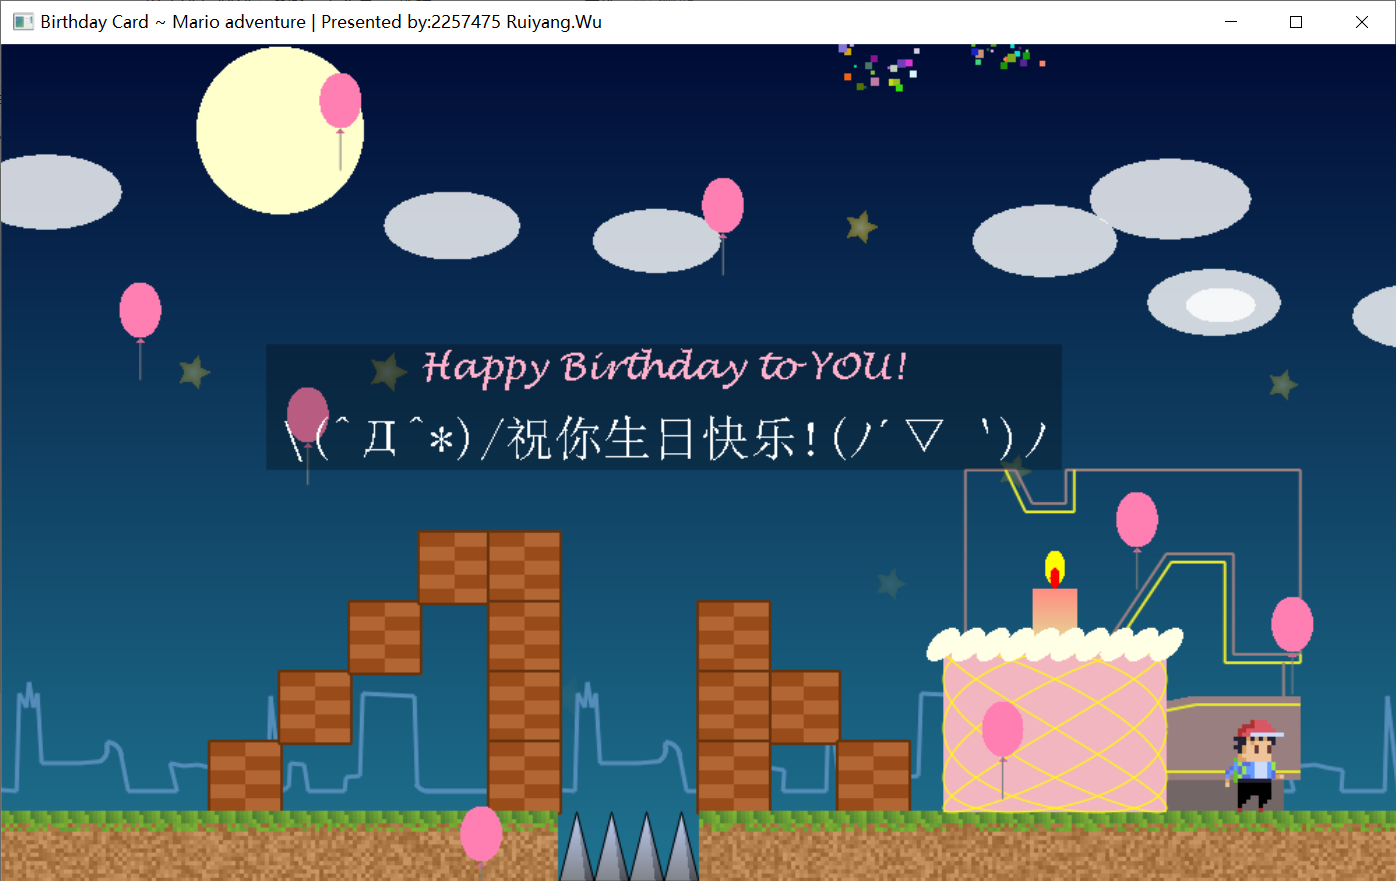 Birthday Card ~ Mario adventure | Presented by:2257475 Ruiyang.Wu
Happy Birthday to YOU!
\(ˆДˆ*)/祝你生日快乐!(ﾉ´▽‵)ﾉ